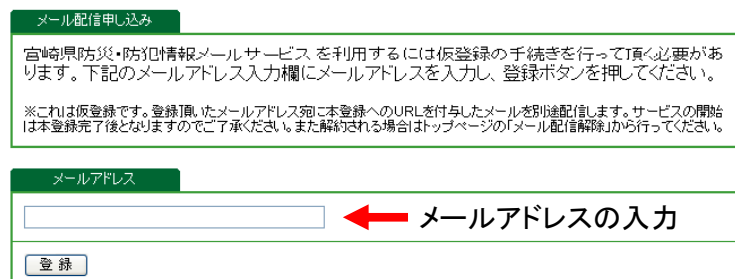 メール配信申し込み
宮崎県防災・防犯情報メールサービス を利用するには仮登録の手続きを行って頂く必要があ
ります。下記のメールアドレス入力欄にメールアドレスを入力し、登録ボタンを押してください。
※これは仮登録です。登録頂いたメールアドレス宛に本登録へのURLを付与したメールを別途配信します。サービスの開始
は本登録完了後となりますのでご了承ください。また解約される場合はトップページの「メール配信解除」から行ってください。
メールアドレス
メールアドレスの入力
登 録